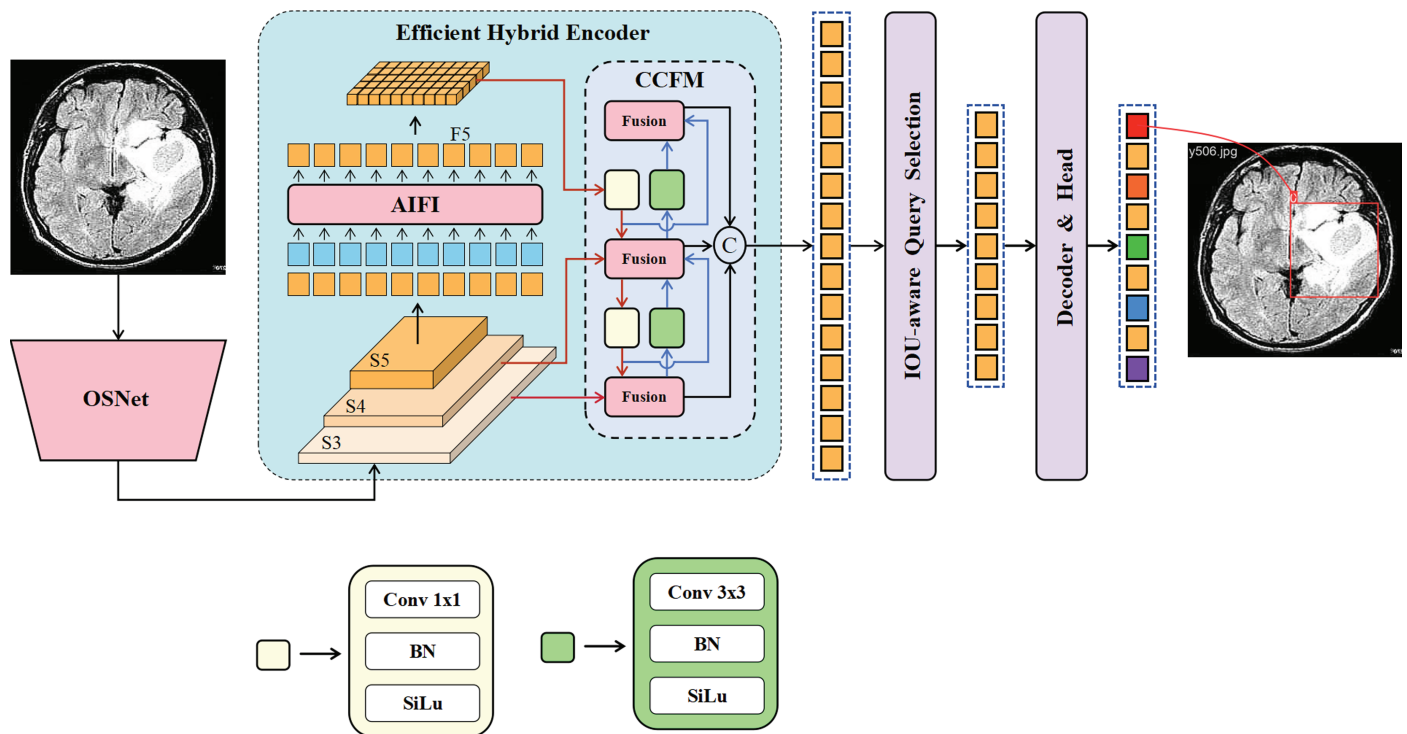 Efficient Hybrid Encoder
CCFM
F5
Fusion
AIFI
Fusion
C
S5
S4
S3
Fusion
OSNet
IOU-aware Query Selection
Decoder & Head
y506.jpg
Conv 1x1
BN
SiLu
Conv 3x3
BN
SiLu